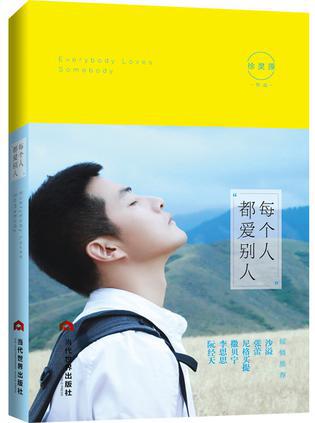 Everybody Loves
Somebody
徐昊霈
作品
“每个人
都爱别人”
沙溢
张蕾
尼格买提
撒贝宁
李思思
阮经天
倾情推荐
当代世界出版社
每个人
都爱别人
当代世界出版社